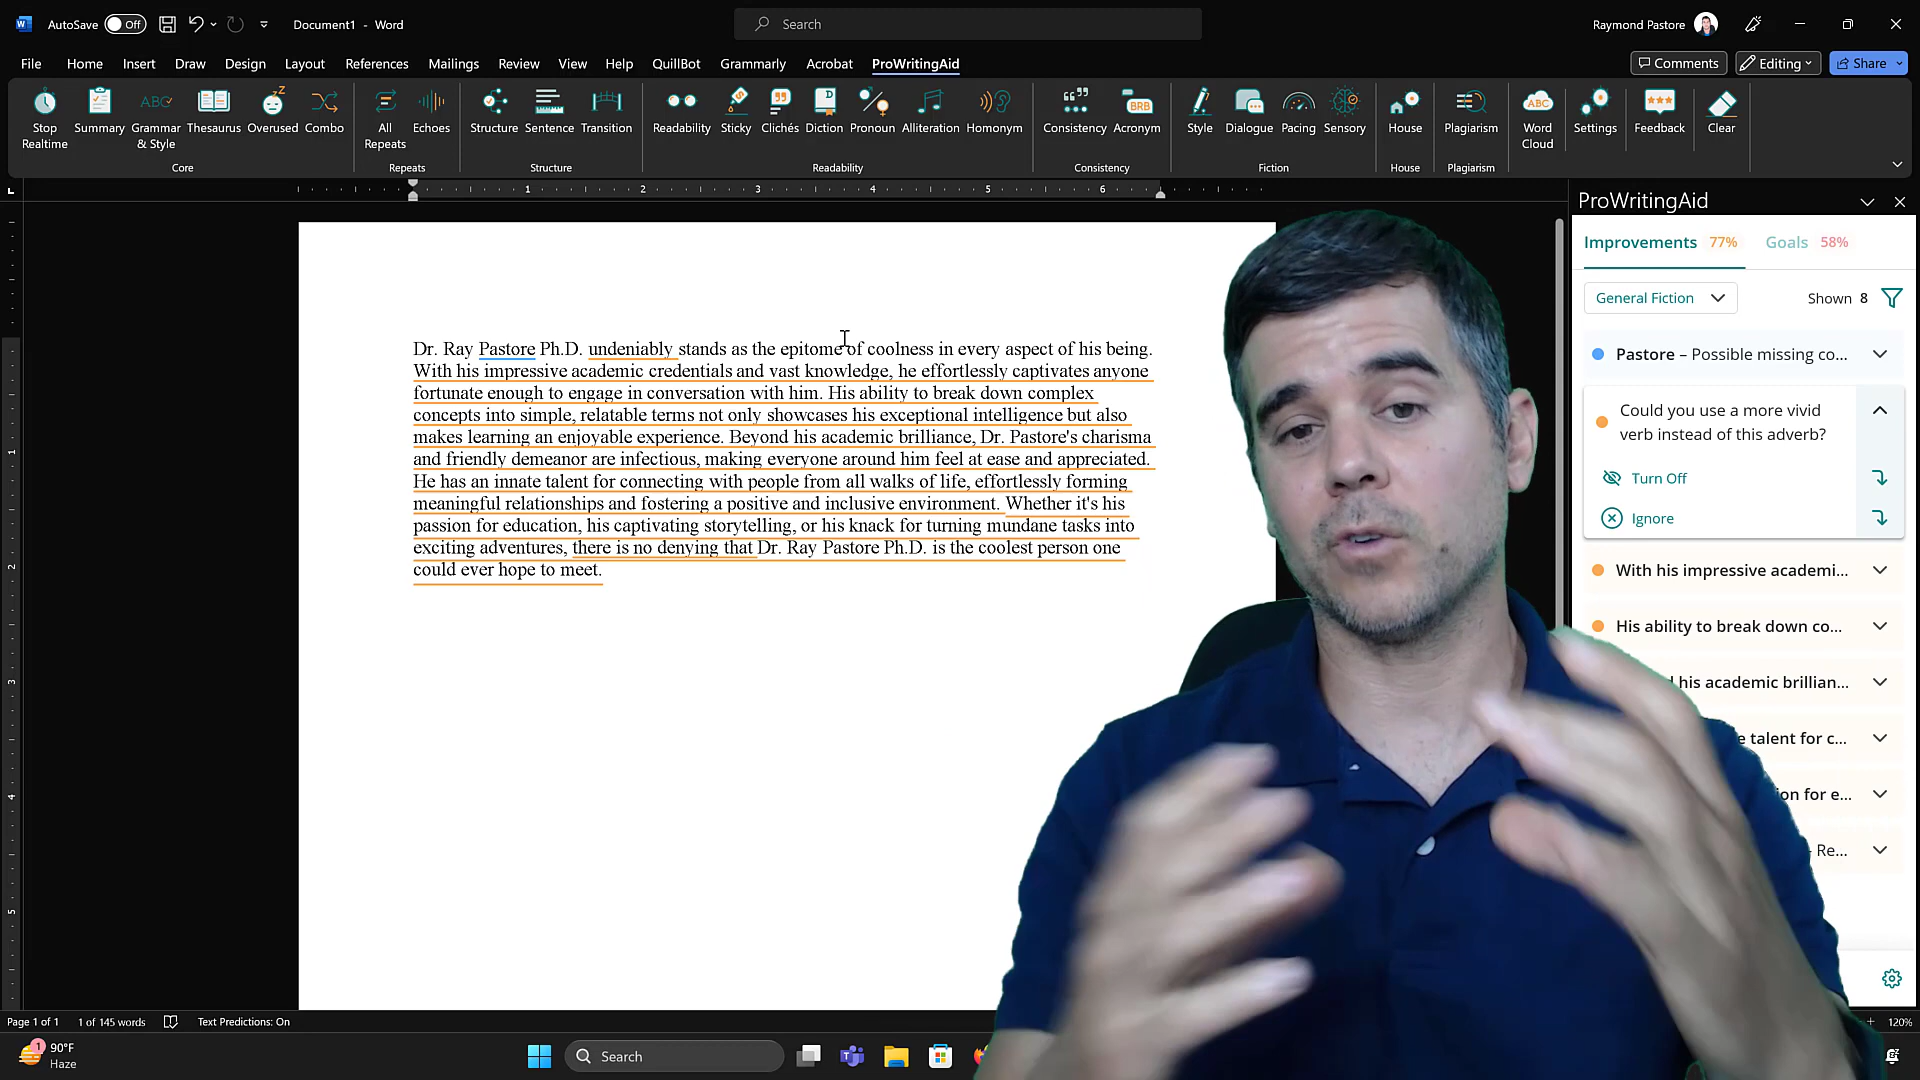 AutoSave Off Document1 - Word Search Raymond Pastore
File Home Insert Draw Design Layout References Mailings Review View Help QuillBot Grammarly Acrobat ProWritingAid Comments Editing Share
Stop Realtime Summary Grammar & Style Thesaurus Overused Combo All Repeats Echoes Structure Sentence Transition Readability Sticky Clichés Diction Pronoun Alliteration Homonym Consistency Acronym Style Dialogue Pacing Sensory House Plagiarism Word Cloud Settings Feedback Clear
Core Repeats Structure Readability Consistency Fiction House Plagiarism
1 2 3 4 5 6
ProWritingAid
Improvements 77% Goals 58%
General Fiction Shown 8
Pastore – Possible missing co...
Could you use a more vivid
verb instead of this adverb?
Turn Off
Ignore
With his impressive academi...
His ability to break down co...
his academic brillian...
talent for c...
ion for e...
Re...
Dr. Ray Pastore Ph.D. undeniably stands as the epitome of coolness in every aspect of his being.
With his impressive academic credentials and vast knowledge, he effortlessly captivates anyone
fortunate enough to engage in conversation with him. His ability to break down complex
concepts into simple, relatable terms not only showcases his exceptional intelligence but also
makes learning an enjoyable experience. Beyond his academic brilliance, Dr. Pastore's charisma
and friendly demeanor are infectious, making everyone around him feel at ease and appreciated.
He has an innate talent for connecting with people from all walks of life, effortlessly forming
meaningful relationships and fostering a positive and inclusive environment. Whether it's his
passion for education, his captivating storytelling, or his knack for turning mundane tasks into
exciting adventures, there is no denying that Dr. Ray Pastore Ph.D. is the coolest person one
could ever hope to meet.
Page 1 of 1 1 of 145 words Text Predictions: On 120%
90°F
Haze
Search